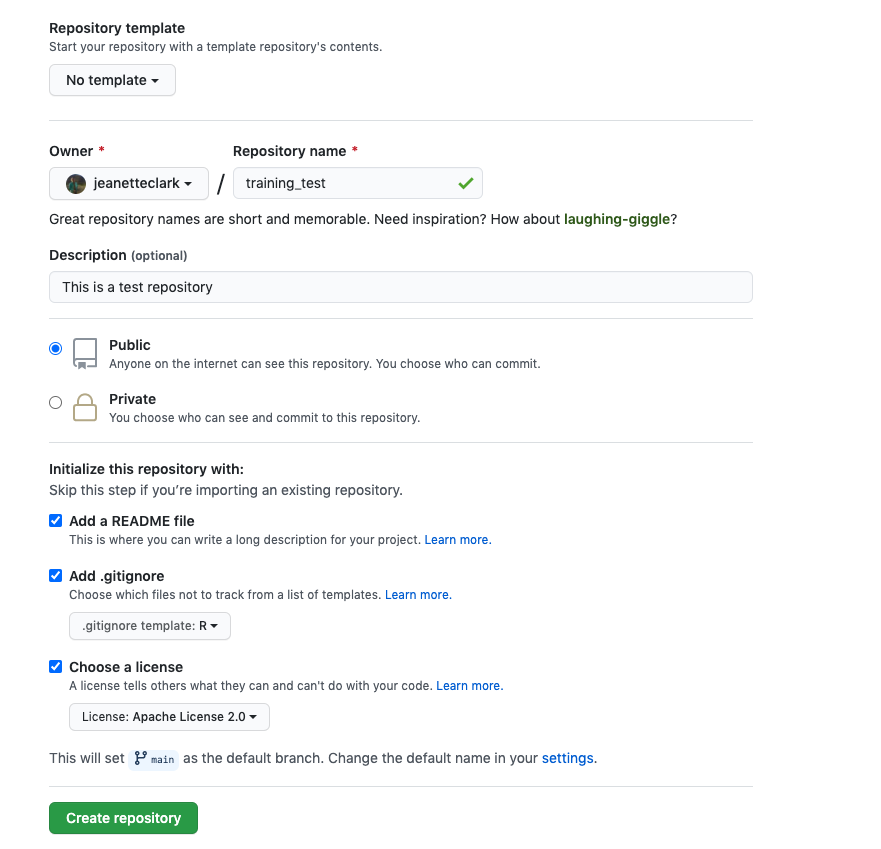 Repository template
Start your repository with a template repository's contents.
No template
Owner * Repository name *
jeanetteclark / training_test
Great repository names are short and memorable. Need inspiration? How about laughing-giggle?
Description (optional)
This is a test repository
Public
Anyone on the internet can see this repository. You choose who can commit.
Private
You choose who can see and commit to this repository.
Initialize this repository with:
Skip this step if you’re importing an existing repository.
Add a README file
This is where you can write a long description for your project. Learn more.
Add .gitignore
Choose which files not to track from a list of templates. Learn more.
.gitignore template: R
Choose a license
A license tells others what they can and can't do with your code. Learn more.
License: Apache License 2.0
This will set main as the default branch. Change the default name in your settings.
Create repository